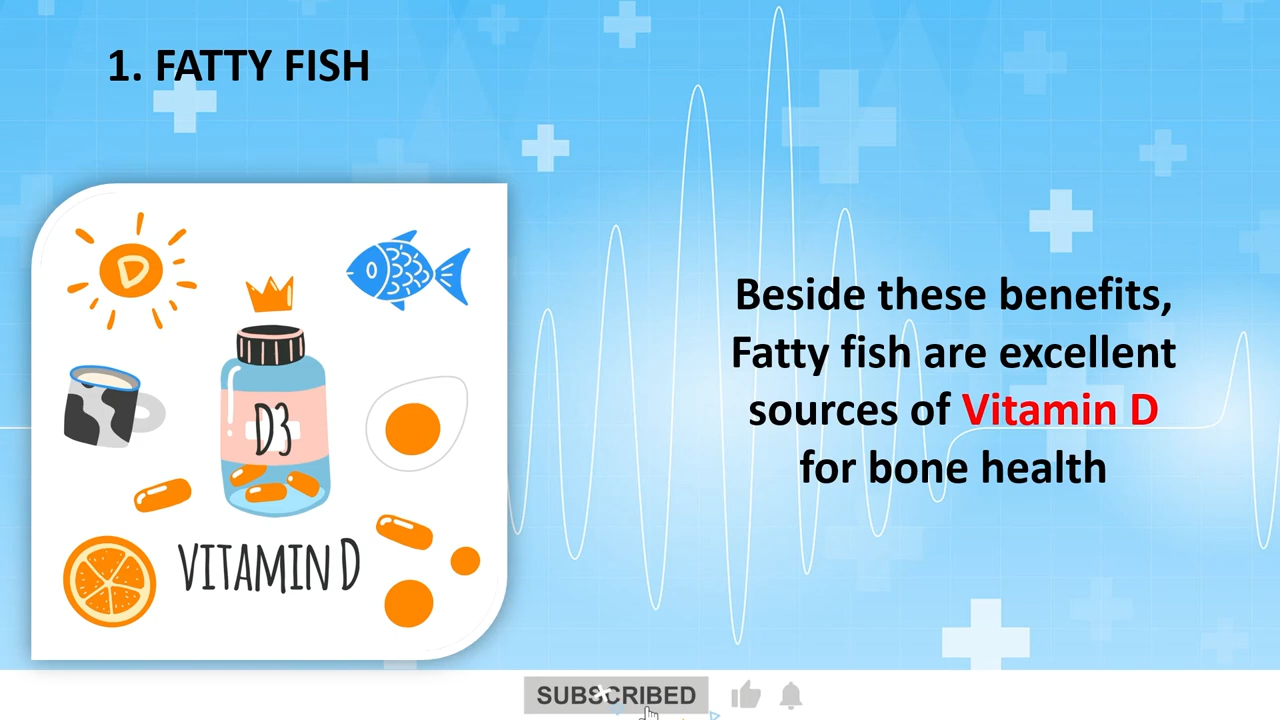 1. FATTY FISH
D
D3
VITAMIN D
Beside these benefits,
Fatty fish are excellent
sources of Vitamin D
for bone health
SUBSCRIBED